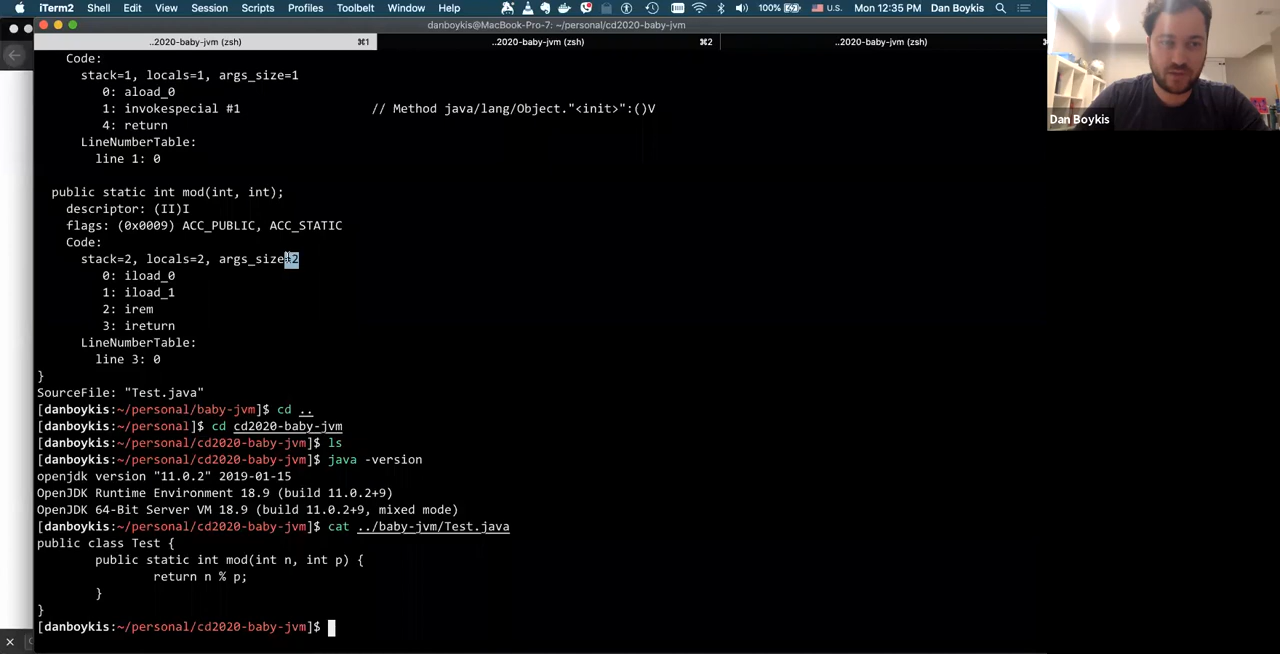 iTerm2 Shell Edit View Session Scripts Profiles Toolbelt Window Help 100% U.S. Mon 12:35 PM Dan Boykis
danboykis@MacBook-Pro-7: ~/personal/cd2020-baby-jvm
..2020-baby-jvm (zsh) ⌘1 ..2020-baby-jvm (zsh) ⌘2 ..2020-baby-jvm (zsh)
Code:
stack=1, locals=1, args_size=1
0: aload_0
1: invokespecial #1 // Method java/lang/Object."<init>":()V
4: return
LineNumberTable:
line 1: 0
public static int mod(int, int);
descriptor: (II)I
flags: (0x0009) ACC_PUBLIC, ACC_STATIC
Code:
stack=2, locals=2, args_size=2
0: iload_0
1: iload_1
2: irem
3: ireturn
LineNumberTable:
line 3: 0
}
SourceFile: "Test.java"
[danboykis:~/personal/baby-jvm]$ cd ..
[danboykis:~/personal]$ cd cd2020-baby-jvm
[danboykis:~/personal/cd2020-baby-jvm]$ ls
[danboykis:~/personal/cd2020-baby-jvm]$ java -version
openjdk version "11.0.2" 2019-01-15
OpenJDK Runtime Environment 18.9 (build 11.0.2+9)
OpenJDK 64-Bit Server VM 18.9 (build 11.0.2+9, mixed mode)
[danboykis:~/personal/cd2020-baby-jvm]$ cat ../baby-jvm/Test.java
public class Test {
public static int mod(int n, int p) {
return n % p;
}
}
[danboykis:~/personal/cd2020-baby-jvm]$
Dan Boykis